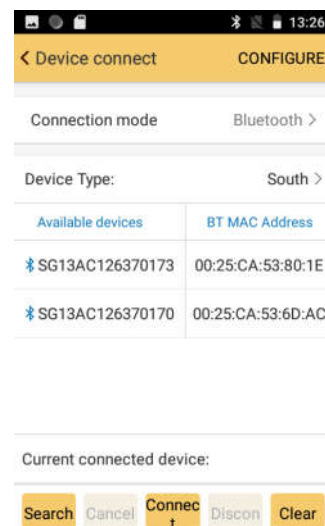 13:26
Device connect CONFIGURE
Connection mode Bluetooth >
Device Type: South >
Available devices BT MAC Address
SG13AC126370173 00:25:CA:53:80:1E
SG13AC126370170 00:25:CA:53:6D:AC
Current connected device:
Search Cancel Connec Discon Clear
t